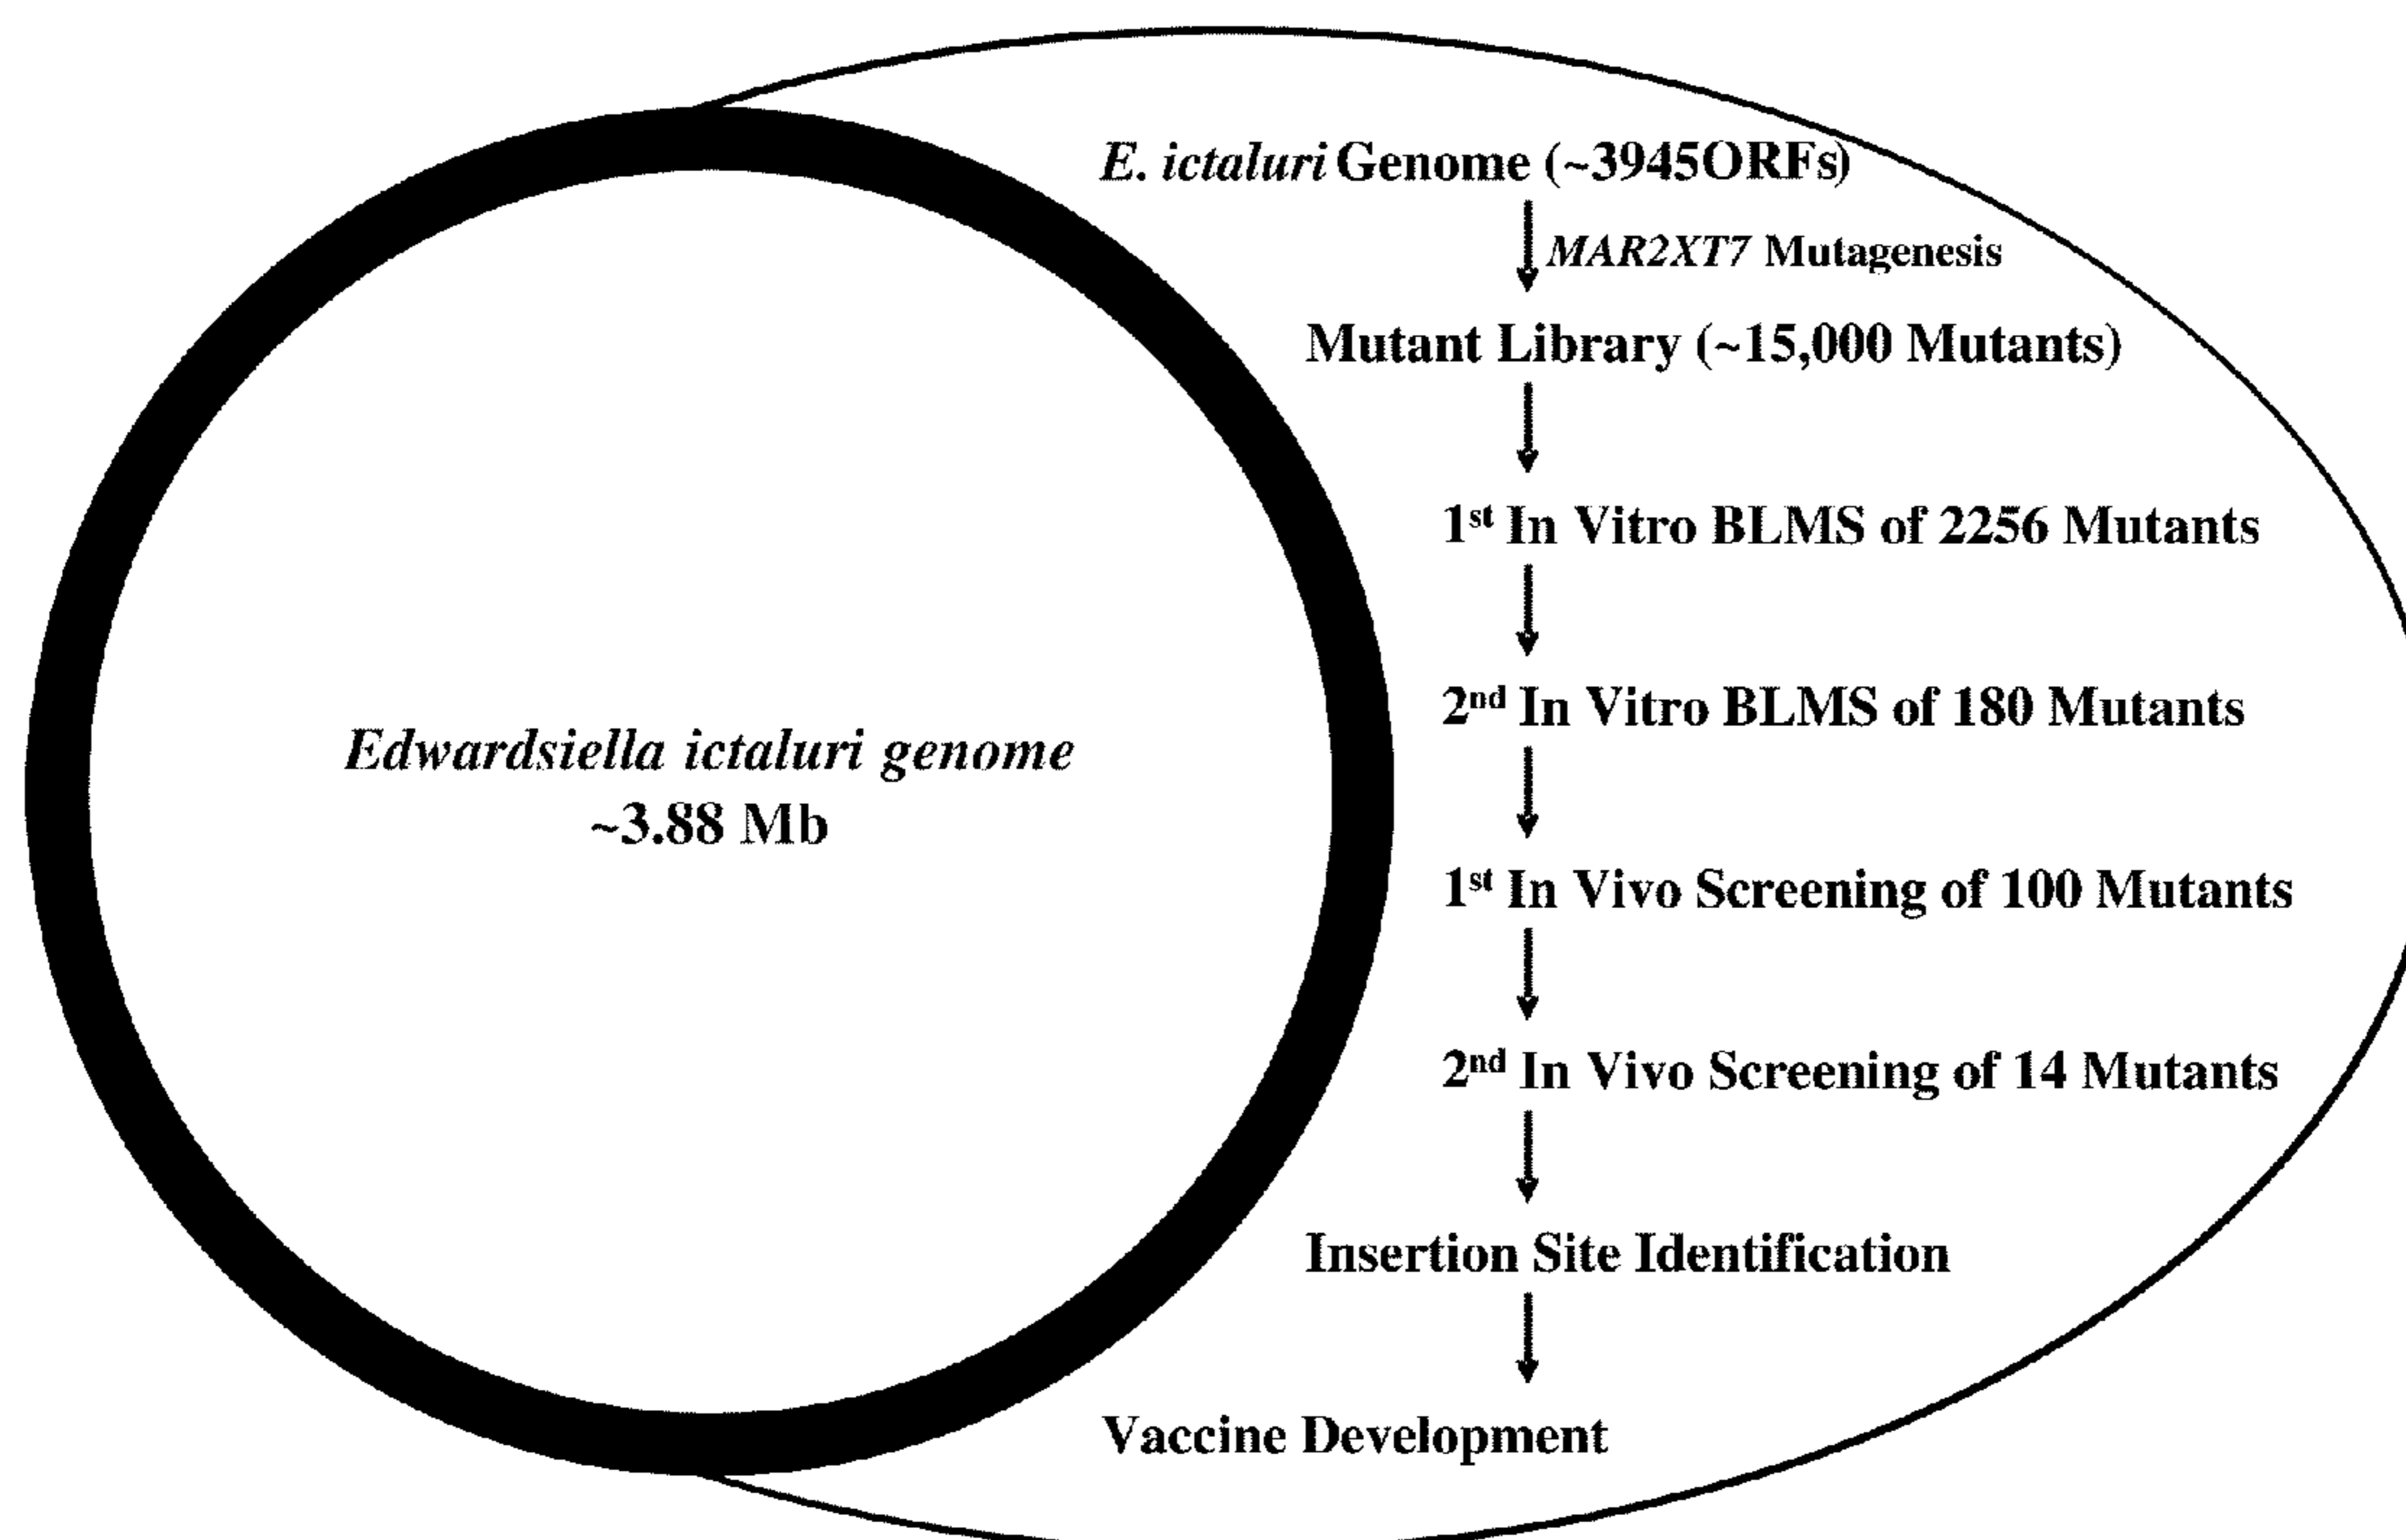 E. ictaluri Genome (~3945ORFs)
MAR2XT7 Mutagenesis
Mutant Library (~15,000 Mutants)
1st In Vitro BLMS of 2256 Mutants
2nd In Vitro BLMS of 180 Mutants
Edwardsiella ictaluri genome
~3.88 Mb
1st In Vivo Screening of 100 Mutants
2nd In Vivo Screening of 14 Mutants
Insertion Site Identification
Vaccine Development